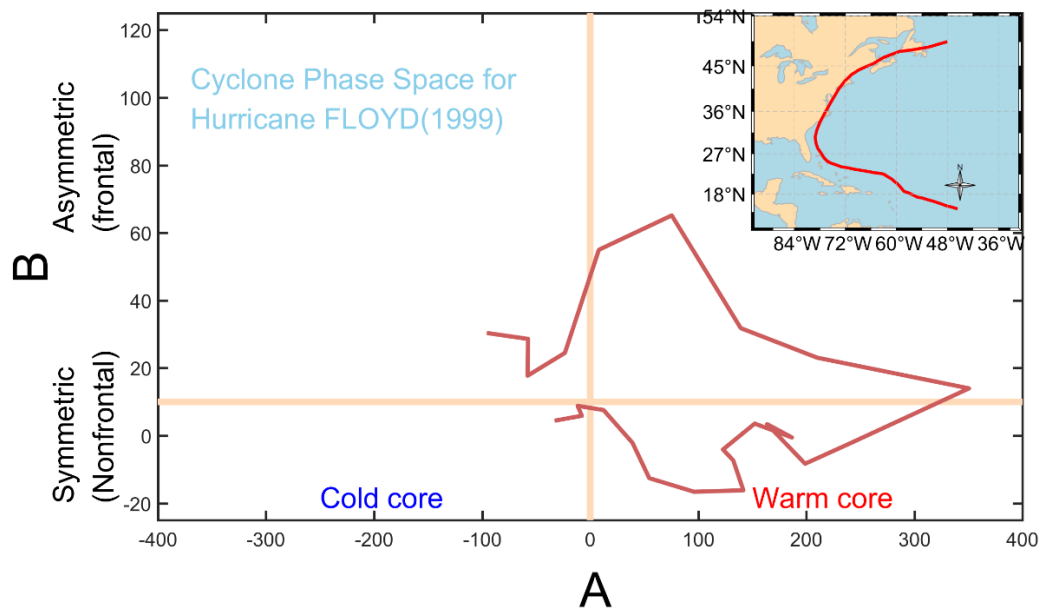 120
100
80
60
40
20
0
-20
Asymmetric
(frontal)
Symmetric
(Nonfrontal)
B
Cyclone Phase Space for
Hurricane FLOYD(1999)
54°N
45°N
36°N
27°N
18°N
N
84°W 72°W 60°W 48°W 36°W
Cold core
Warm core
-400 -300 -200 -100 0 100 200 300 400
A